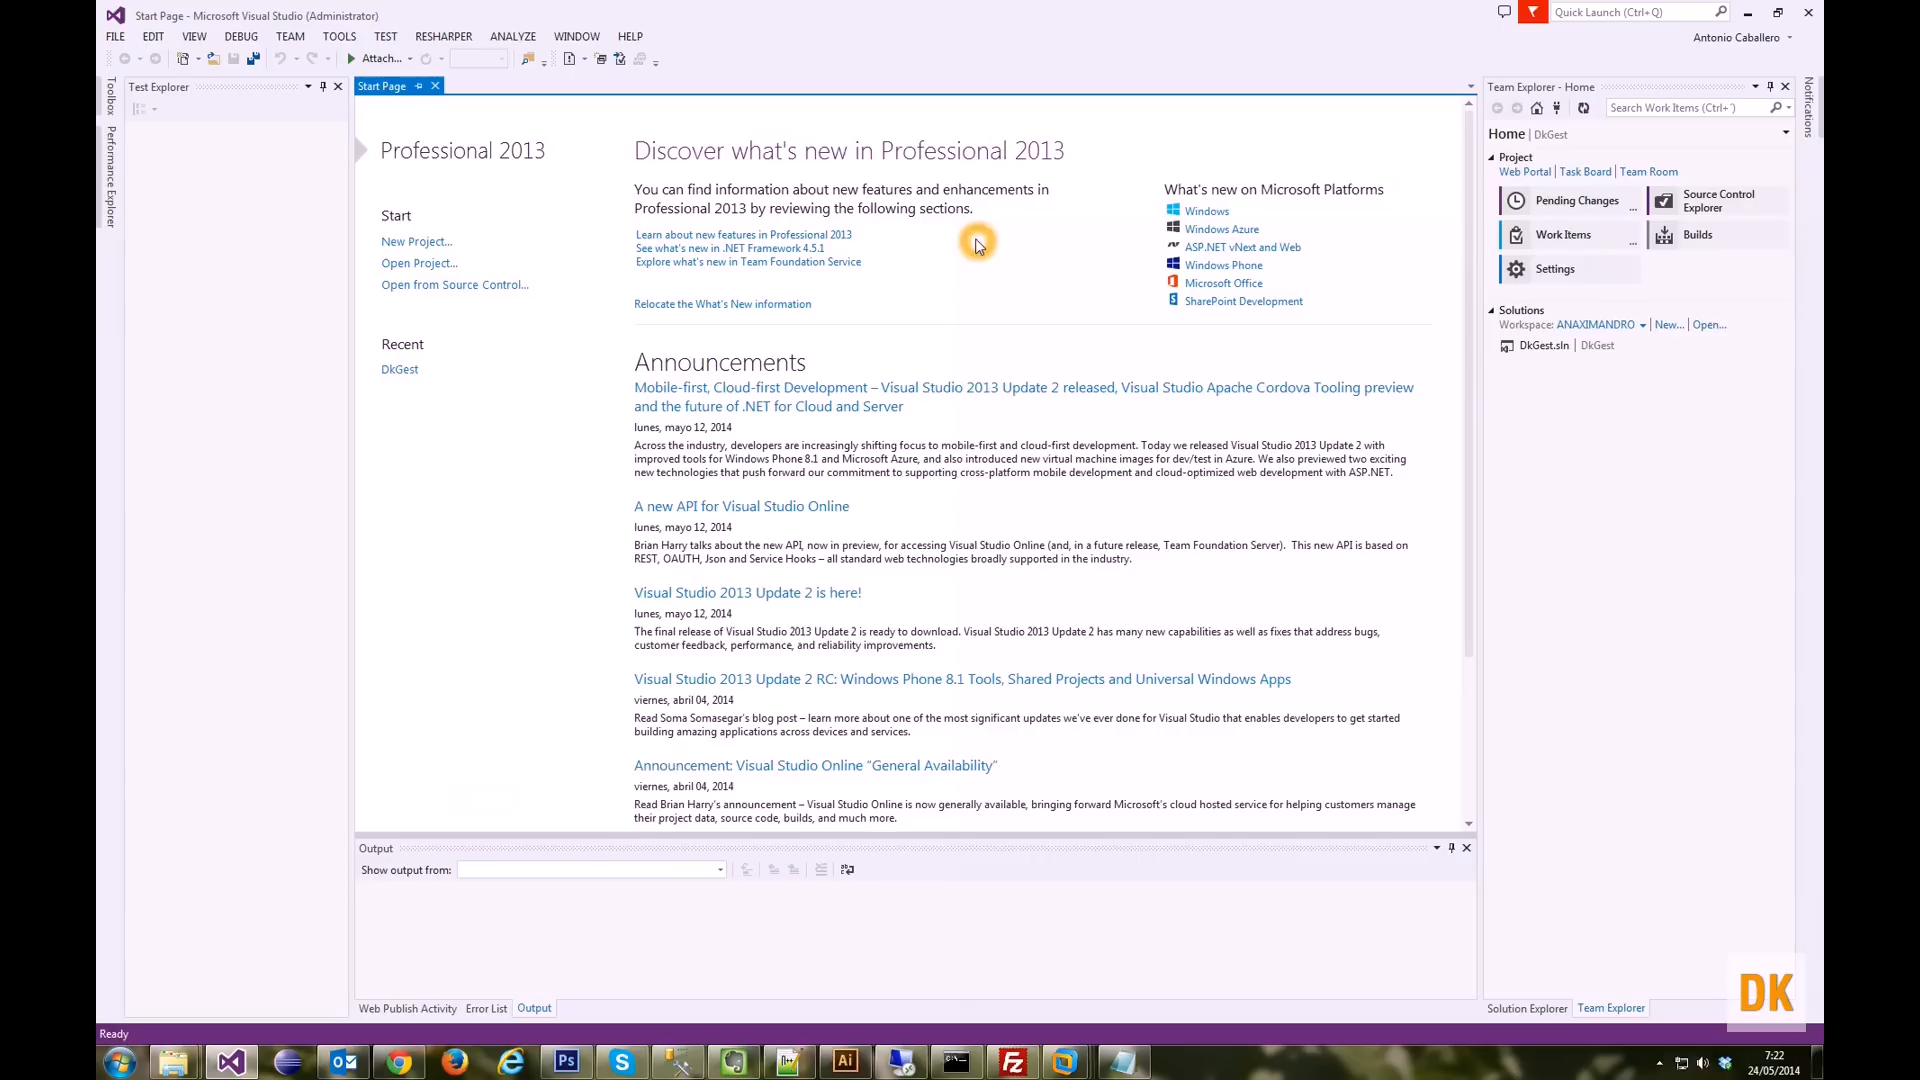 Start Page - Microsoft Visual Studio (Administrator)
Quick Launch (Ctrl+Q)
FILE EDIT VIEW DEBUG TEAM TOOLS TEST RESHARPER ANALYZE WINDOW HELP
Antonio Caballero
Attach...
Toolbox
Performance Explorer
Test Explorer
Start Page
Professional 2013
Start
New Project...
Open Project...
Open from Source Control...
Recent
DkGest
Discover what's new in Professional 2013
You can find information about new features and enhancements in
Professional 2013 by reviewing the following sections.
Learn about new features in Professional 2013
See what's new in .NET Framework 4.5.1
Explore what's new in Team Foundation Service
Relocate the What's New information
What's new on Microsoft Platforms
Windows
Windows Azure
ASP.NET vNext and Web
Windows Phone
Microsoft Office
SharePoint Development
Announcements
Mobile-first, Cloud-first Development – Visual Studio 2013 Update 2 released, Visual Studio Apache Cordova Tooling preview
and the future of .NET for Cloud and Server
lunes, mayo 12, 2014
Across the industry, developers are increasingly shifting focus to mobile-first and cloud-first development. Today we released Visual Studio 2013 Update 2 with
improved tools for Windows Phone 8.1 and Microsoft Azure, and also introduced new virtual machine images for dev/test in Azure. We also previewed two exciting
new technologies that push forward our commitment to supporting cross-platform mobile development and cloud-optimized web development with ASP.NET.
A new API for Visual Studio Online
lunes, mayo 12, 2014
Brian Harry talks about the new API, now in preview, for accessing Visual Studio Online (and, in a future release, Team Foundation Server). This new API is based on
REST, OAUTH, Json and Service Hooks – all standard web technologies broadly supported in the industry.
Visual Studio 2013 Update 2 is here!
lunes, mayo 12, 2014
The final release of Visual Studio 2013 Update 2 is ready to download. Visual Studio 2013 Update 2 has many new capabilities as well as fixes that address bugs,
customer feedback, performance, and reliability improvements.
Visual Studio 2013 Update 2 RC: Windows Phone 8.1 Tools, Shared Projects and Universal Windows Apps
viernes, abril 04, 2014
Read Soma Somasegar's blog post – learn more about one of the most significant updates we've ever done for Visual Studio that enables developers to get started
building amazing applications across devices and services.
Announcement: Visual Studio Online "General Availability"
viernes, abril 04, 2014
Read Brian Harry's announcement – Visual Studio Online is now generally available, bringing forward Microsoft's cloud hosted service for helping customers manage
their project data, source code, builds, and much more.
Output
Show output from:
Web Publish Activity Error List Output
Team Explorer - Home
Search Work Items (Ctrl+´)
Home | DkGest
Project
Web Portal | Task Board | Team Room
Pending Changes ...
Source Control
Explorer
Work Items ...
Builds
Settings
Solutions
Workspace: ANAXIMANDRO | New... | Open...
DkGest.sln | DkGest
Notifications
DK
Solution Explorer Team Explorer
Ready
Ps
Ai
Fz
7:22
24/05/2014